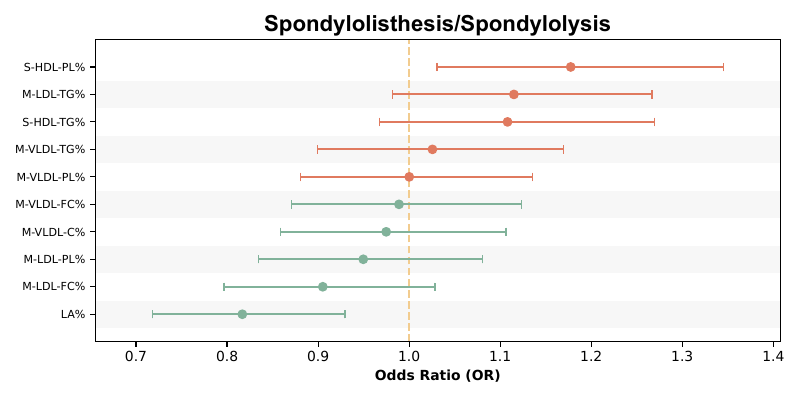 Spondylolisthesis/Spondylolysis
S-HDL-PL%
M-LDL-TG%
S-HDL-TG%
M-VLDL-TG%
M-VLDL-PL%
M-VLDL-FC%
M-VLDL-C%
M-LDL-PL%
M-LDL-FC%
LA%
0.7 0.8 0.9 1.0 1.1 1.2 1.3 1.4
Odds Ratio (OR)